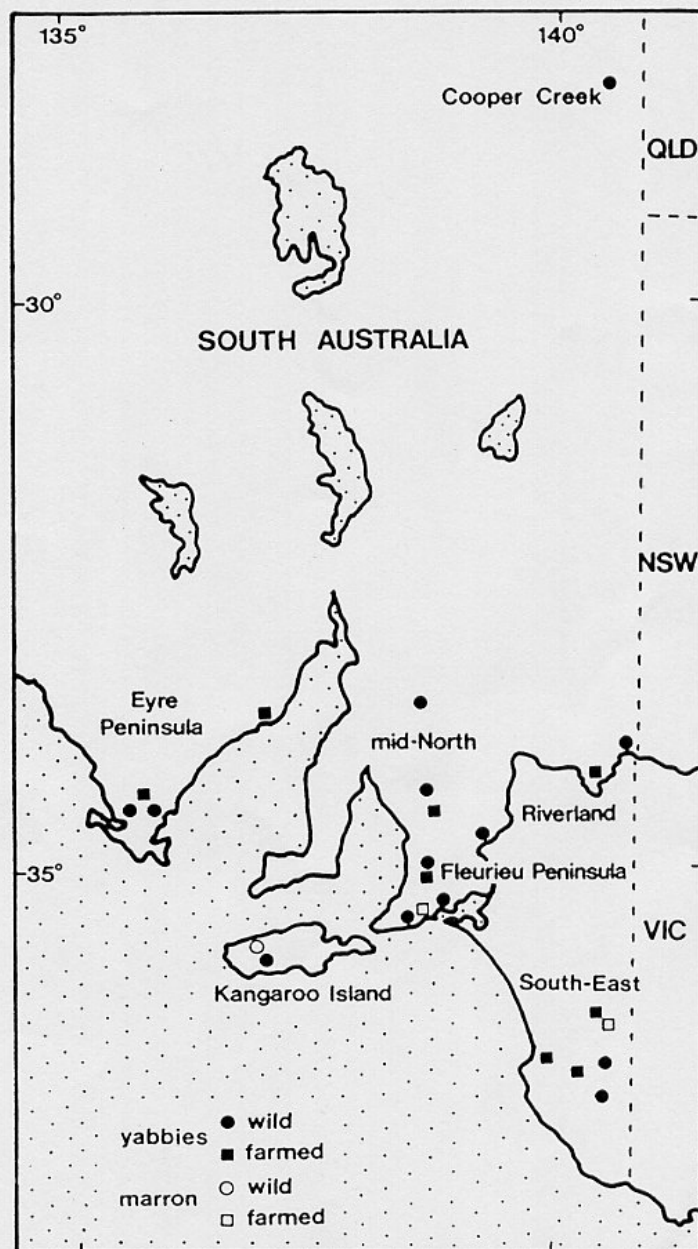 135°
140°
Cooper Creek
QLD
30°
SOUTH AUSTRALIA
NSW
Eyre
Peninsula
mid-North
Riverland
35°
Fleurieu Peninsula
VIC
South-East
Kangaroo Island
yabbies
wild
farmed
marron
wild
farmed